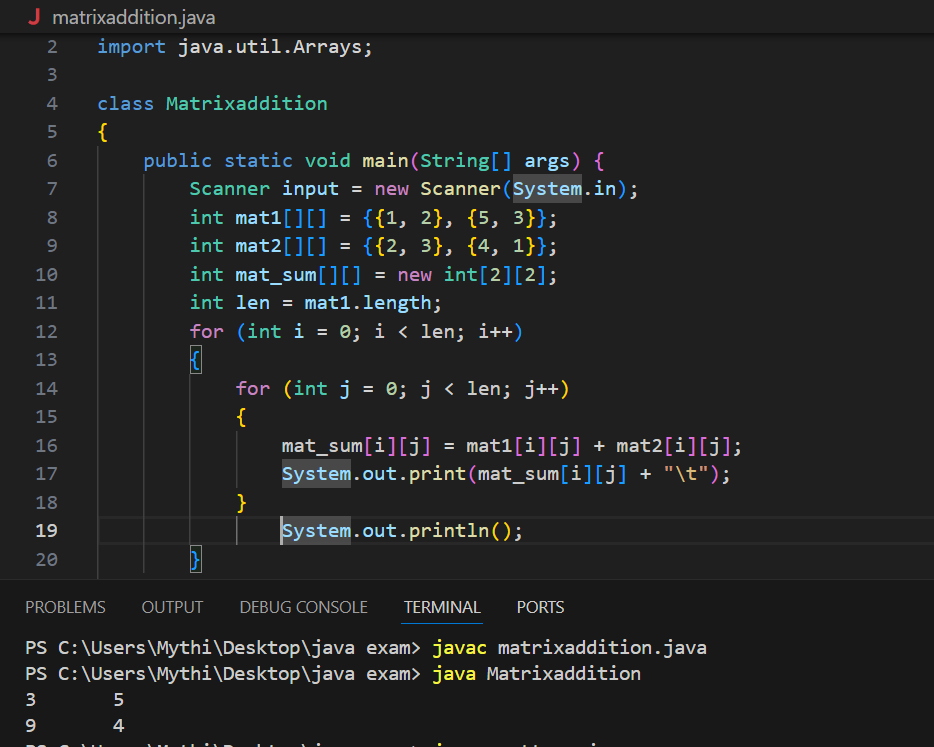 J matrixaddition.java
2 import java.util.Arrays;
3
4 class Matrixaddition
5 {
6 public static void main(String[] args) {
7 Scanner input = new Scanner(System.in);
8 int mat1[][] = {{1, 2}, {5, 3}};
9 int mat2[][] = {{2, 3}, {4, 1}};
10 int mat_sum[][] = new int[2][2];
11 int len = mat1.length;
12 for (int i = 0; i < len; i++)
13 {
14 for (int j = 0; j < len; j++)
15 {
16 mat_sum[i][j] = mat1[i][j] + mat2[i][j];
17 System.out.print(mat_sum[i][j] + "\t");
18 }
19 System.out.println();
20 }
PROBLEMS OUTPUT DEBUG CONSOLE TERMINAL PORTS
PS C:\Users\Mythi\Desktop\java exam> javac matrixaddition.java
PS C:\Users\Mythi\Desktop\java exam> java Matrixaddition
3 5
9 4